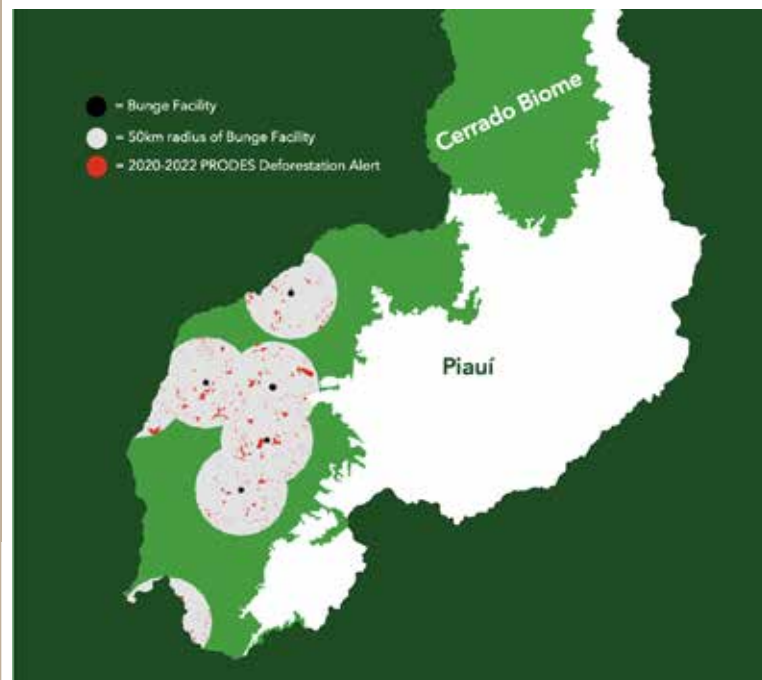 = Bunge Facility
= 50km radius of Bunge Facility
= 2020-2022 PRODES Deforestation Alert
Cerrado Biome
Piauí